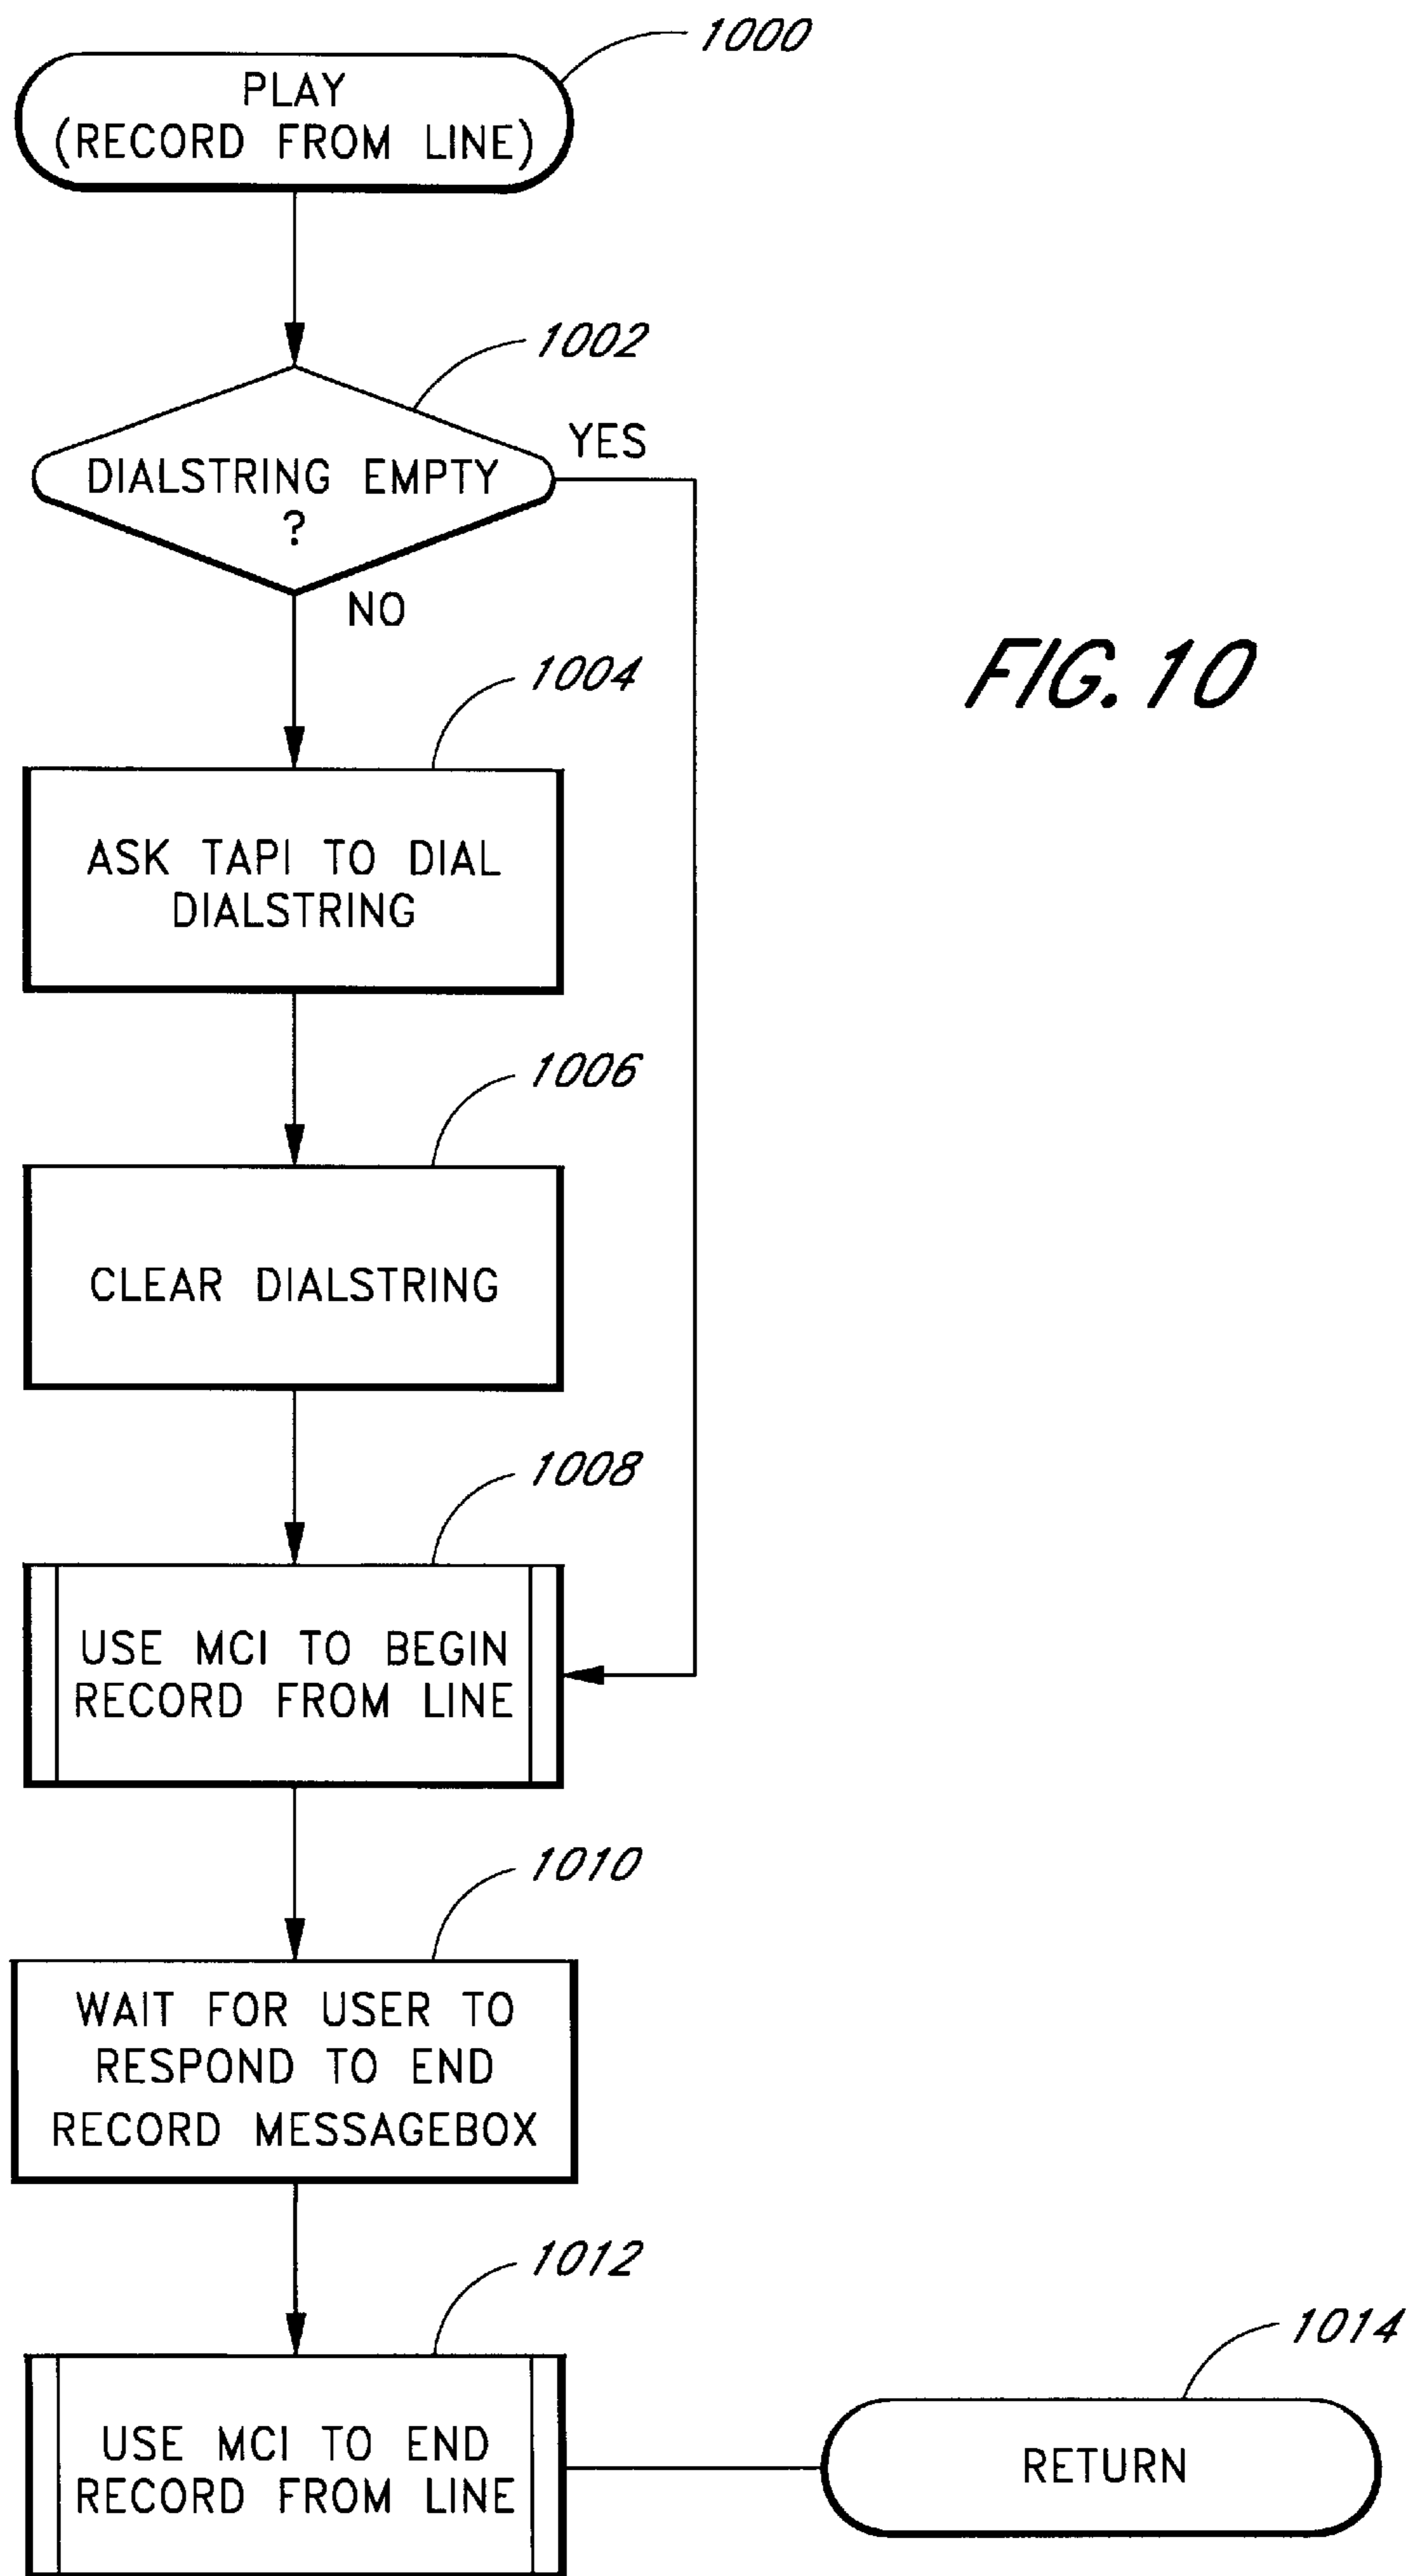 1000
PLAY
(RECORD FROM LINE)
1002
YES
DIALSTRING EMPTY
?
NO
FIG. 10
1004
ASK TAPI TO DIAL
DIALSTRING
1006
CLEAR DIALSTRING
1008
USE MCI TO BEGIN
RECORD FROM LINE
1010
WAIT FOR USER TO
RESPOND TO END
RECORD MESSAGEBOX
1012
USE MCI TO END
RECORD FROM LINE
1014
RETURN